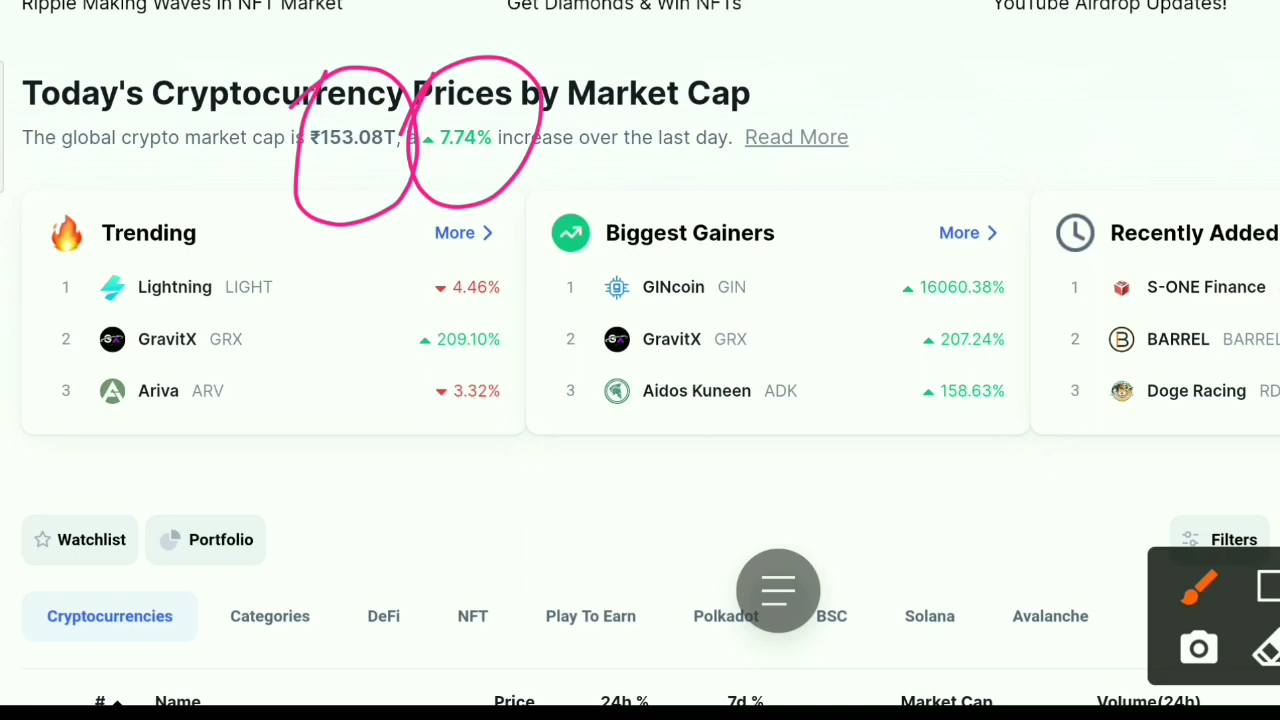 Ripple Making Waves in NFT Market
Get Diamonds & Win NFTs
YouTube Airdrop Updates!
Today's Cryptocurrency Prices by Market Cap
The global crypto market cap is ₹153.08T, a 7.74% increase over the last day. Read More
Trending
More
1 Lightning LIGHT 4.46%
2 GravitX GRX 209.10%
3 Ariva ARV 3.32%
Biggest Gainers
More
1 GINcoin GIN 16060.38%
2 GravitX GRX 207.24%
3 Aidos Kuneen ADK 158.63%
Recently Added
1 S-ONE Finance
2 BARREL BARREL
3 Doge Racing RD
Watchlist Portfolio Filters
Cryptocurrencies Categories DeFi NFT Play To Earn Polkadot BSC Solana Avalanche
# Name Price 24h % 7d % Market Cap Volume(24h)